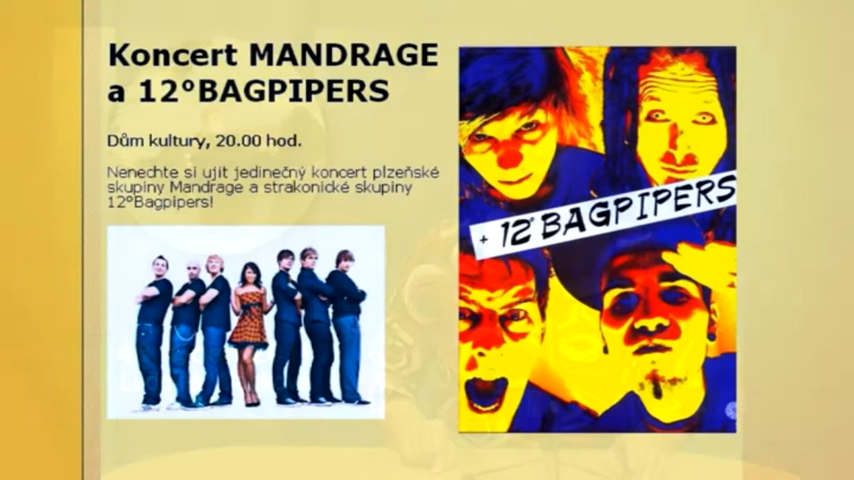 Koncert MANDRAGE
a 12°BAGPIPERS
Dům kultury, 20.00 hod.
Nenechte si ujít jedinečný koncert plzeňské
skupiny Mandrage a strakonické skupiny
12°Bagpipers!
+ 12°BAGPIPERS